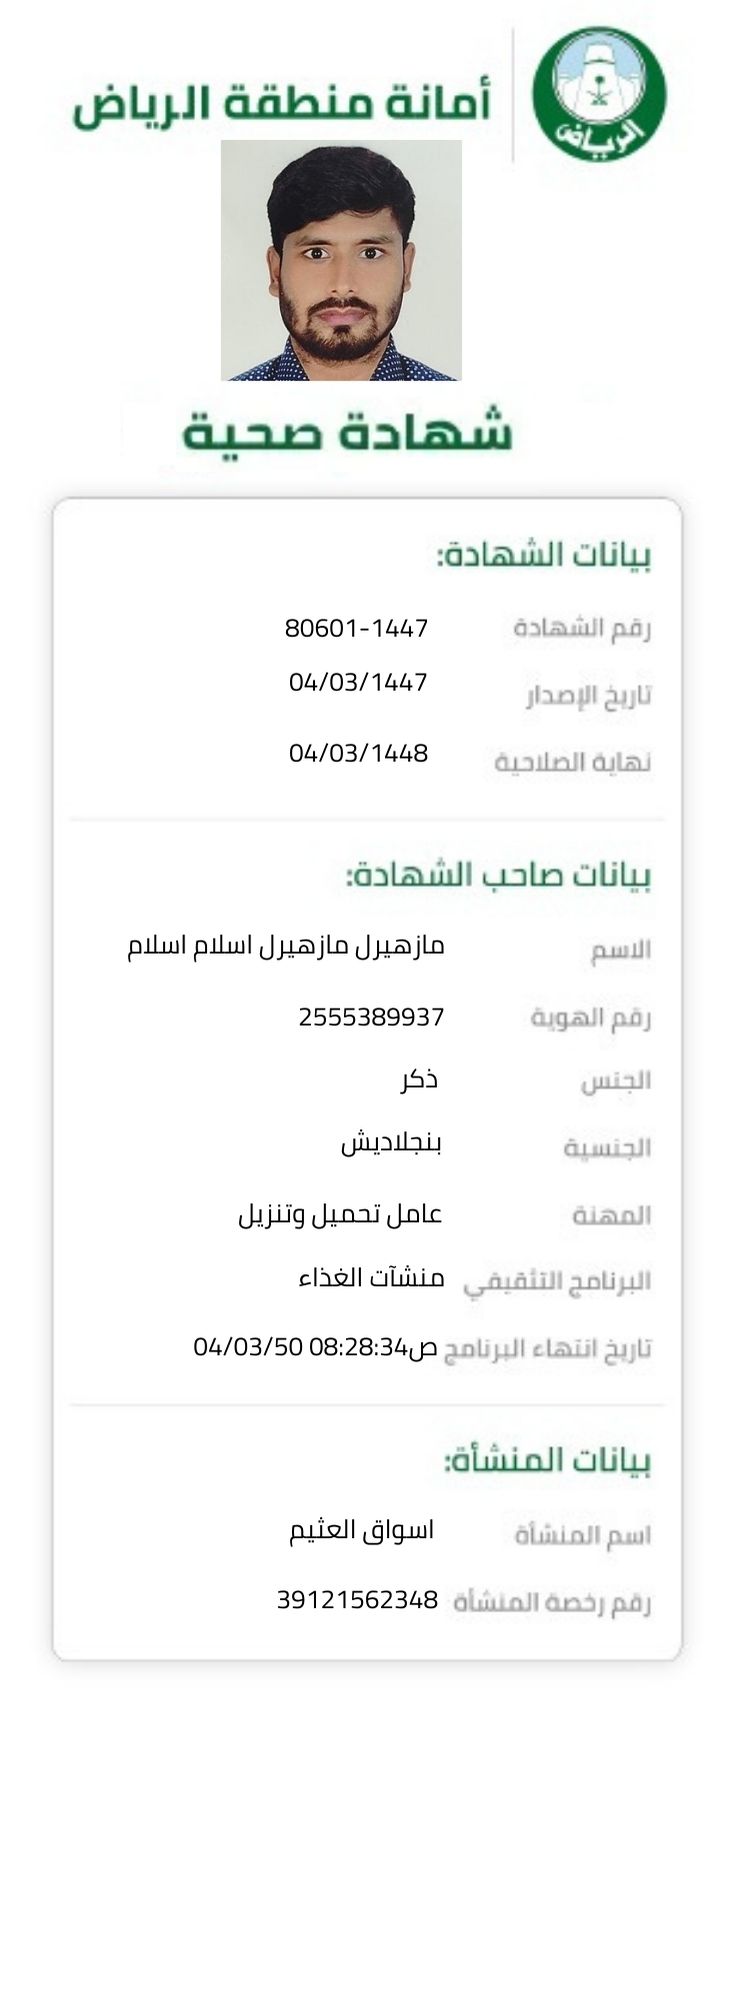 أمانة منطقة الرياض
الرياض
شهادة صحية
بيانات الشهادة:
رقم الشهادة 80601-1447
تاريخ الإصدار 04/03/1447
نهاية الصلاحية 04/03/1448
بيانات صاحب الشهادة:
الاسم مازهيرل مازهيرل اسلام اسلام
رقم الهوية 2555389937
الجنس ذكر
الجنسية بنجلاديش
المهنة عامل تحميل وتنزيل
البرنامج التثقيفي منشآت الغذاء
تاريخ انتهاء البرنامج ص08:28:34 04/03/50
بيانات المنشأة:
اسم المنشأة اسواق العثيم
رقم رخصة المنشأة 39121562348